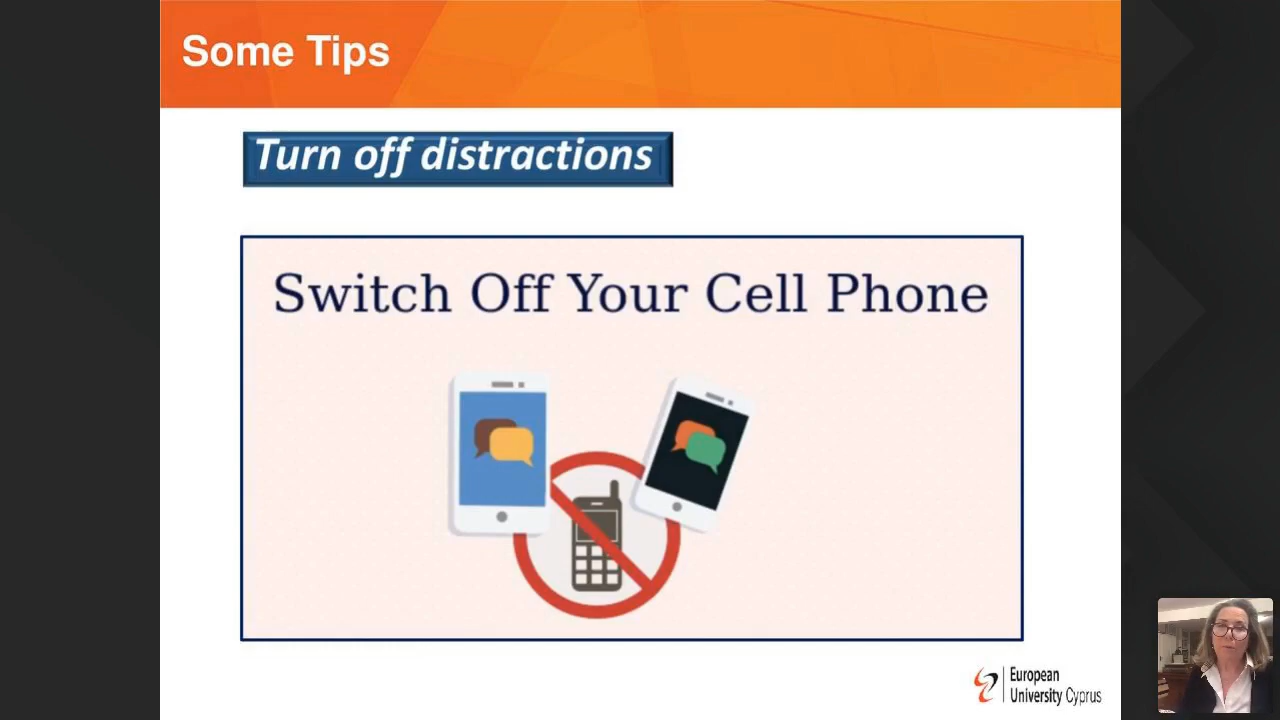 Some Tips
Turn off distractions
Switch Off Your Cell Phone
European
University Cyprus